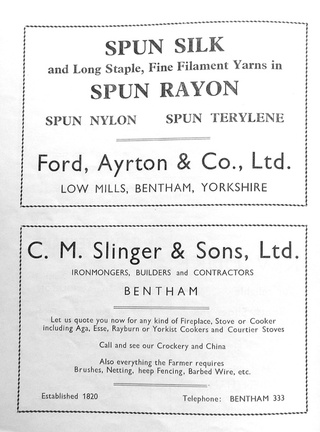 SPUN SILK
and Long Staple, Fine Filament Yarns in
SPUN RAYON
SPUN NYLON SPUN TERYLENE
Ford, Ayrton & Co., Ltd.
LOW MILLS, BENTHAM, YORKSHIRE
C. M. Slinger & Sons, Ltd.
IRONMONGERS, BUILDERS and CONTRACTORS
BENTHAM
Let us quote you now for any kind of Fireplace, Stove or Cooker
including Aga, Esse, Rayburn or Yorkist Cookers and Courtier Stoves
Call and see our Crockery and China
Also everything the Farmer requires
Brushes, Netting, heep Fencing, Barbed Wire, etc.
Established 1820 Telephone: BENTHAM 333